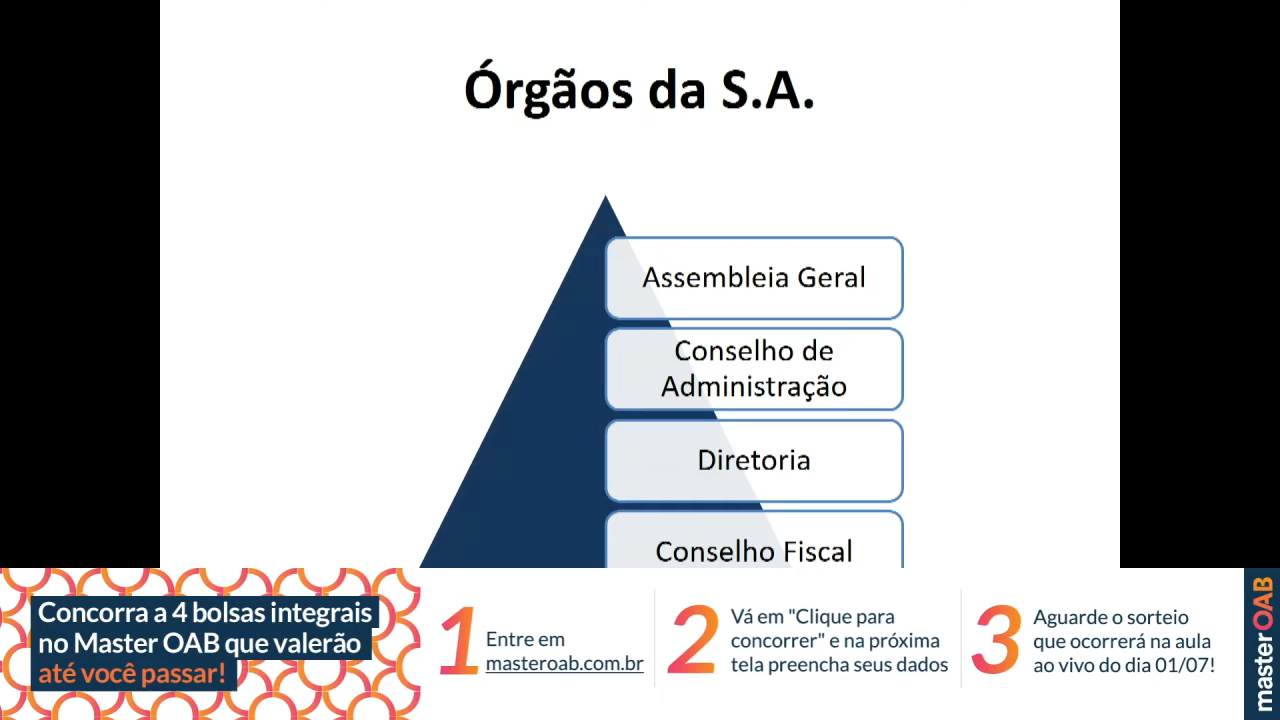 Órgãos da S.A.
Assembleia Geral
Conselho de
Administração
Diretoria
Conselho Fiscal
Concorra a 4 bolsas integrais
no Master OAB que valerão
até você passar!
1
Entre em
masteroab.com.br
2
Vá em "Clique para
concorrer" e na próxima
tela preencha seus dados
3
Aguarde o sorteio
que ocorrerá na aula
ao vivo do dia 01/07!
masterOAB